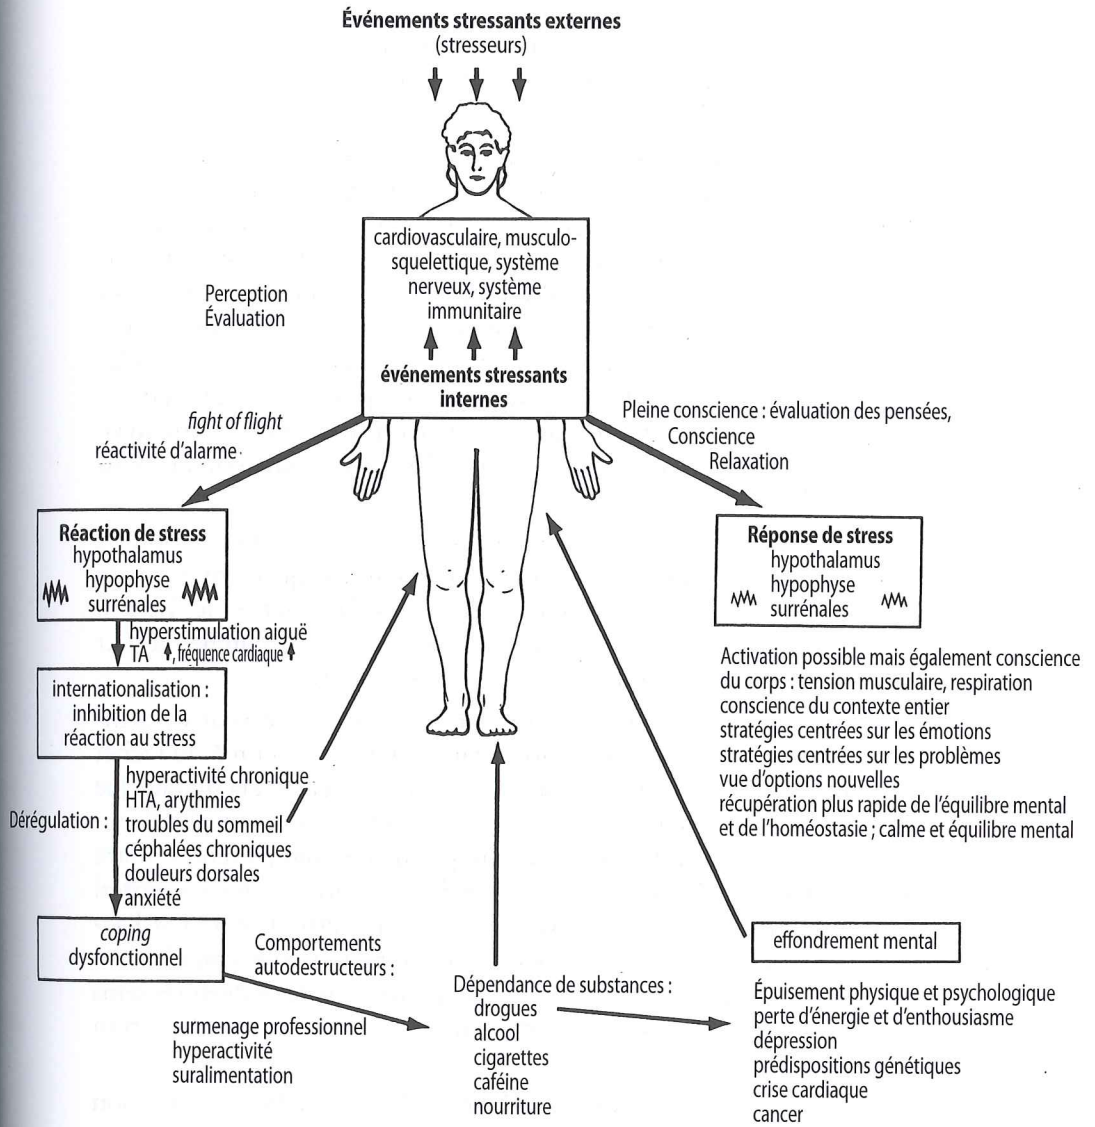 Événements stressants externes
(stresseurs)
cardiovasculaire, musculo-
squelettique, système
nerveux, système
immunitaire
événements stressants
internes
Perception
Évaluation
fight of flight
réactivité d'alarme
Pleine conscience : évaluation des pensées,
Conscience
Relaxation
Réaction de stress
hypothalamus
hypophyse
surrénales
hyperstimulation aiguë
TA , fréquence cardiaque
internationalisation :
inhibition de la
réaction au stress
Dérégulation :
hyperactivité chronique
HTA, arythmies
troubles du sommeil
céphalées chroniques
douleurs dorsales
anxiété
coping
dysfonctionnel
Comportements
autodestructeurs :
surmenage professionnel
hyperactivité
suralimentation
Dépendance de substances :
drogues
alcool
cigarettes
caféine
nourriture
Réponse de stress
hypothalamus
hypophyse
surrénales
Activation possible mais également conscience
du corps : tension musculaire, respiration
conscience du contexte entier
stratégies centrées sur les émotions
stratégies centrées sur les problèmes
vue d'options nouvelles
récupération plus rapide de l'équilibre mental
et de l'homéostasie ; calme et équilibre mental
effondrement mental
Épuisement physique et psychologique
perte d'énergie et d'enthousiasme
dépression
prédispositions génétiques
crise cardiaque
cancer